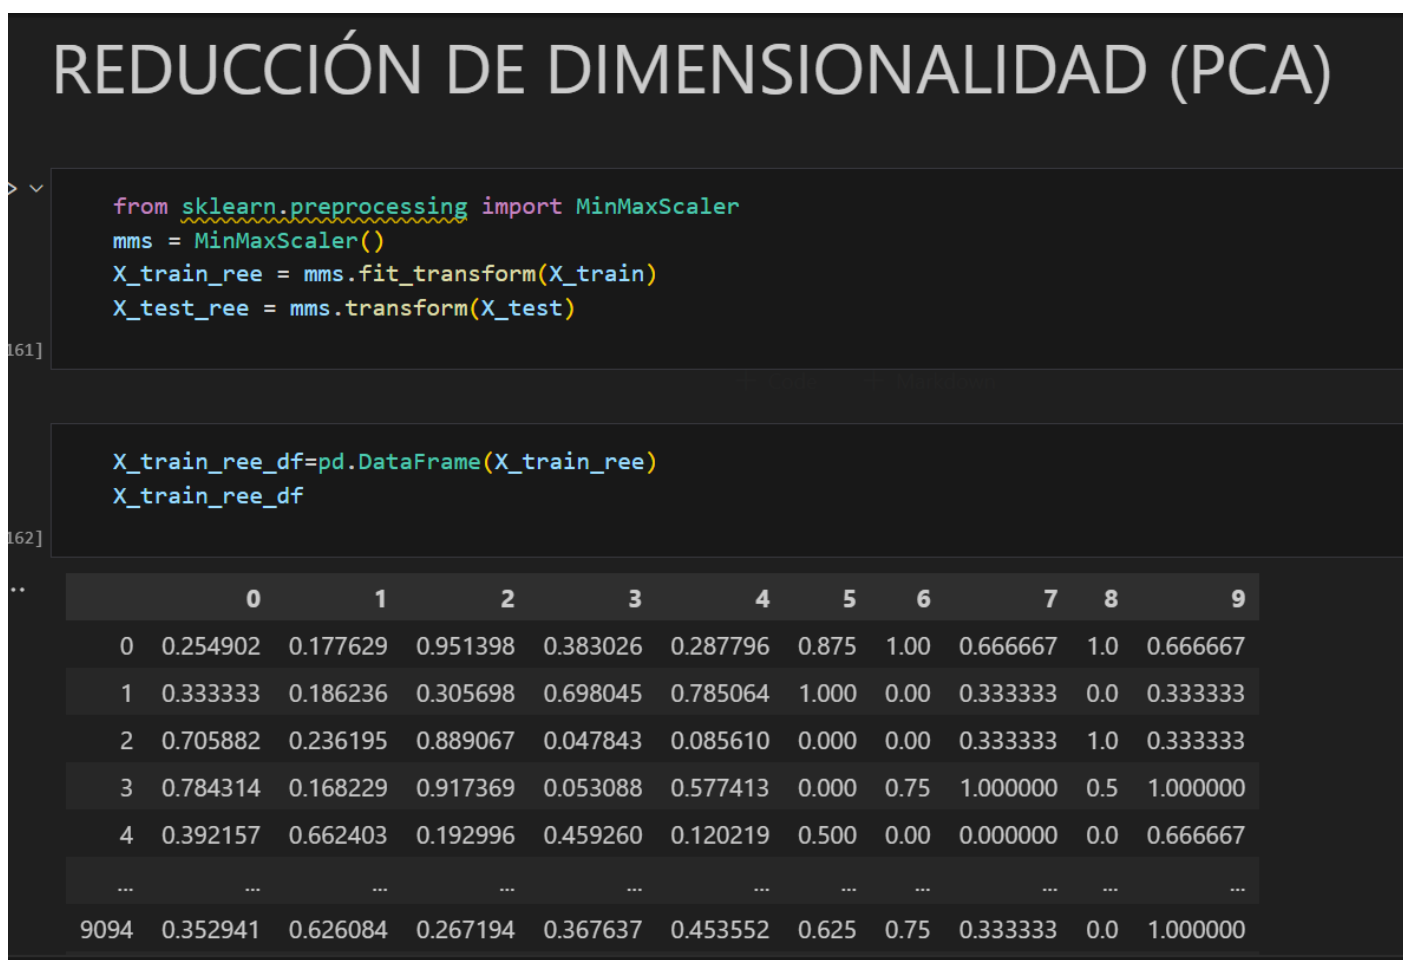 REDUCCIÓN DE DIMENSIONALIDAD (PCA)
from sklearn.preprocessing import MinMaxScaler
mms = MinMaxScaler()
X_train_ree = mms.fit_transform(X_train)
X_test_ree = mms.transform(X_test)
161]
X_train_ree_df=pd.DataFrame(X_train_ree)
X_train_ree_df
162]
0 1 2 3 4 5 6 7 8 9
0 0.254902 0.177629 0.951398 0.383026 0.287796 0.875 1.00 0.666667 1.0 0.666667
1 0.333333 0.186236 0.305698 0.698045 0.785064 1.000 0.00 0.333333 0.0 0.333333
2 0.705882 0.236195 0.889067 0.047843 0.085610 0.000 0.00 0.333333 1.0 0.333333
3 0.784314 0.168229 0.917369 0.053088 0.577413 0.000 0.75 1.000000 0.5 1.000000
4 0.392157 0.662403 0.192996 0.459260 0.120219 0.500 0.00 0.000000 0.0 0.666667
... ... ... ... ... ... ... ... ... ... ...
9094 0.352941 0.626084 0.267194 0.367637 0.453552 0.625 0.75 0.333333 0.0 1.000000